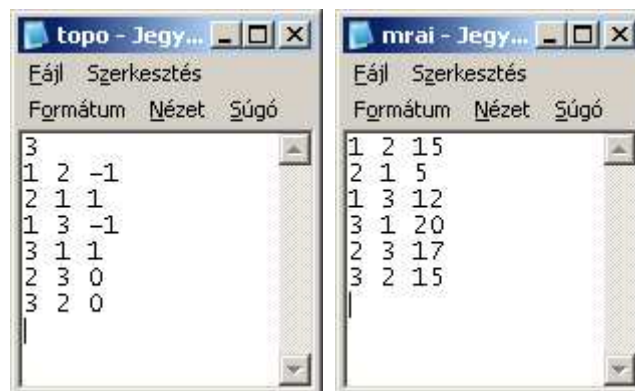 topo - Jegy...
Fájl Szerkesztés
Formátum Nézet Súgó
3
1 2 -1
2 1 1
1 3 -1
3 1 1
2 3 0
3 2 0
mrai - Jegy...
Fájl Szerkesztés
Formátum Nézet Súgó
1 2 15
2 1 5
1 3 12
3 1 20
2 3 17
3 2 15